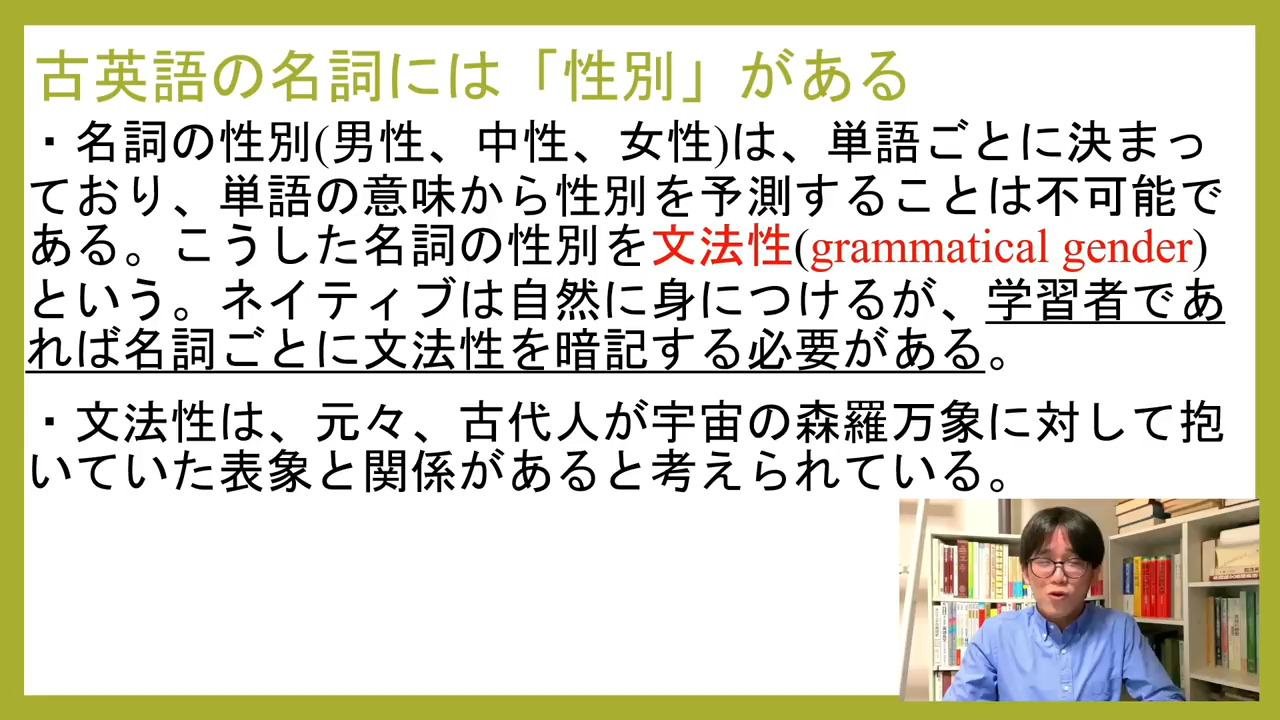 古英語の名詞には「性別」がある
・名詞の性別(男性、中性、女性)は、単語ごとに決まっ
ており、単語の意味から性別を予測することは不可能で
ある。こうした名詞の性別を文法性(grammatical gender)
という。ネイティブは自然に身につけるが、学習者であ
れば名詞ごとに文法性を暗記する必要がある。
・文法性は、元々、古代人が宇宙の森羅万象に対して抱
いていた表象と関係があると考えられている。